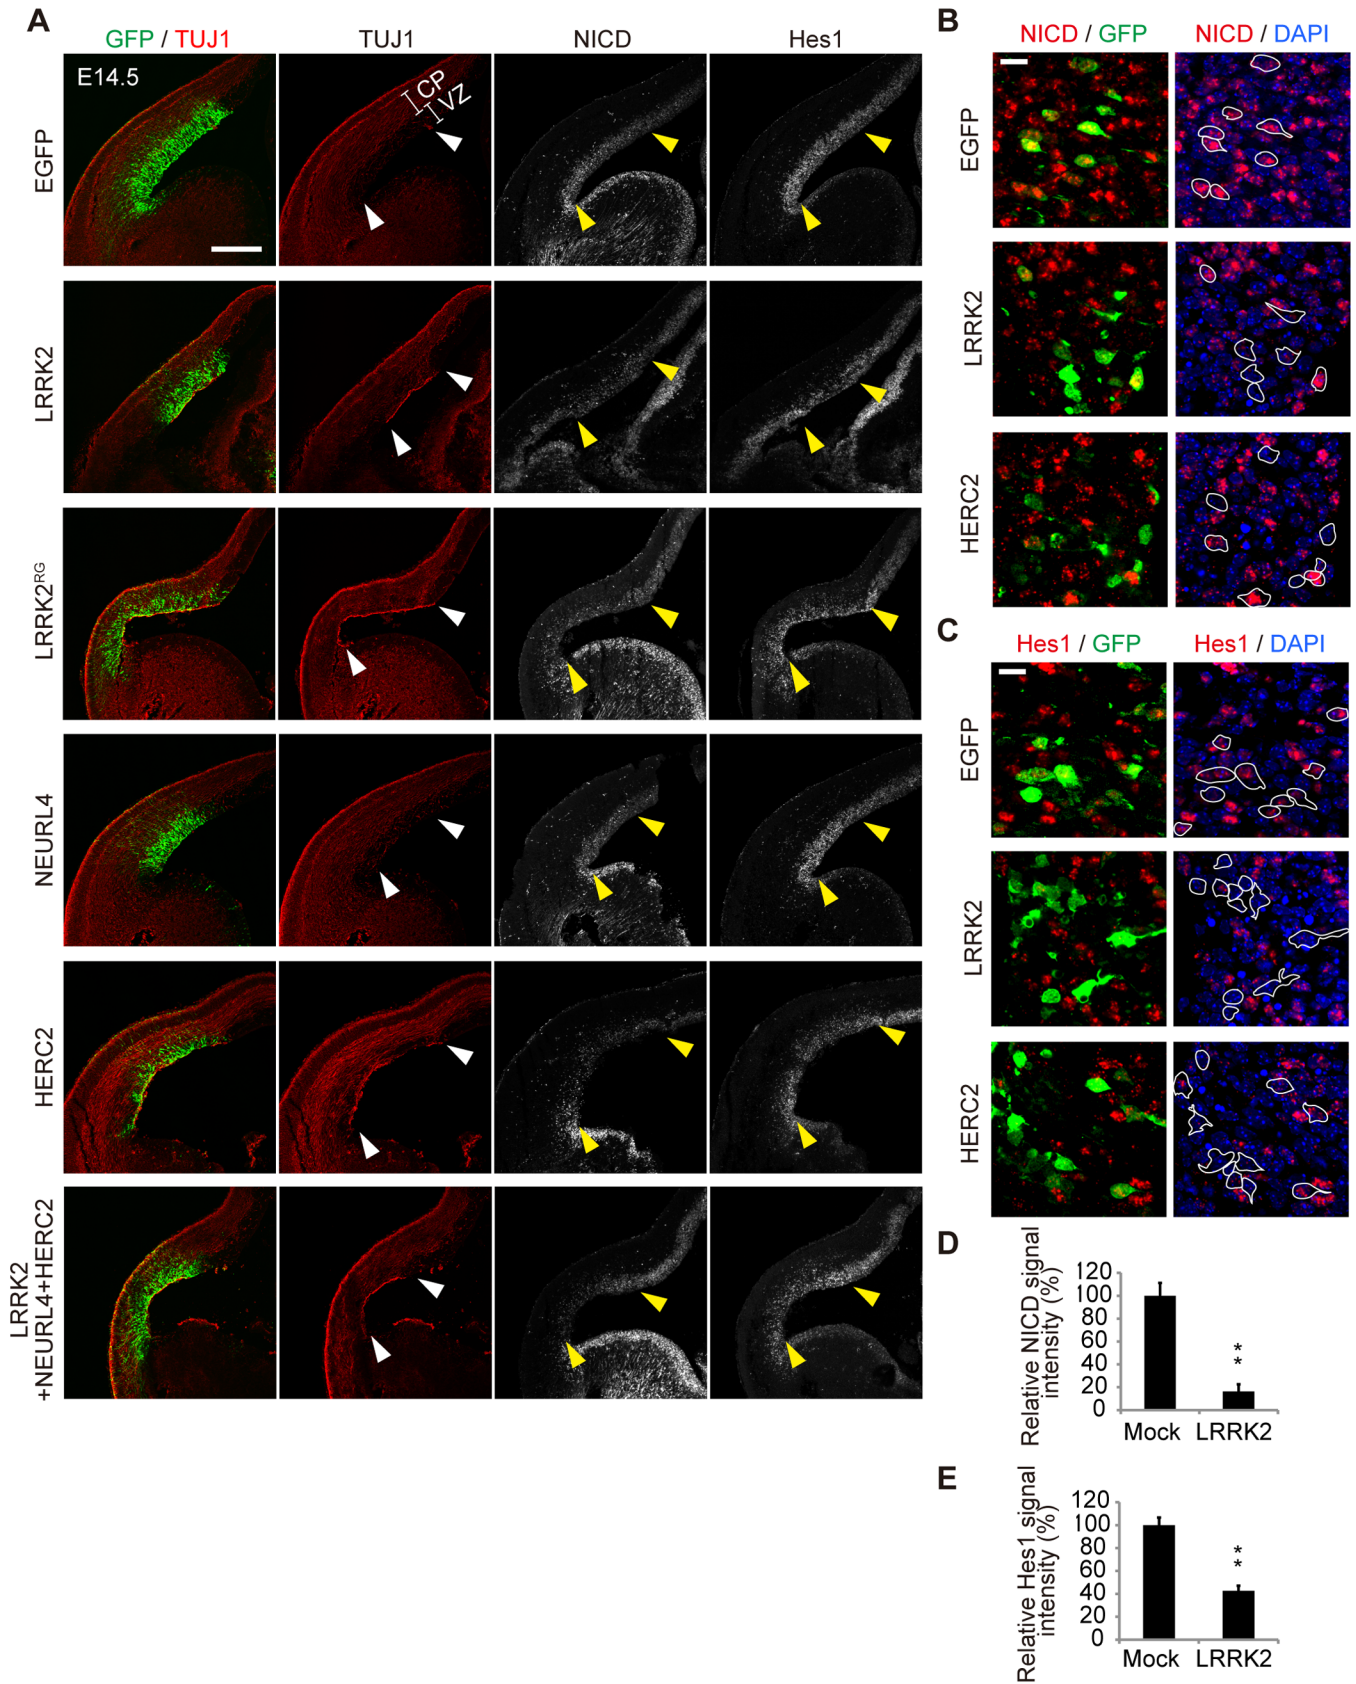 A
GFP / TUJ1
TUJ1
NICD
Hes1
E14.5
CP
VZ
EGFP
LRRK2
LRRK2RG
NEURL4
HERC2
LRRK2
+NEURL4+HERC2
B
NICD / GFP
NICD / DAPI
EGFP
LRRK2
HERC2
C
Hes1 / GFP
Hes1 / DAPI
EGFP
LRRK2
HERC2
D
Relative NICD signal
intensity (%)
120
100
80
60
40
20
0
**
Mock
LRRK2
E
Relative Hes1 signal
intensity (%)
120
100
80
60
40
20
0
**
Mock
LRRK2